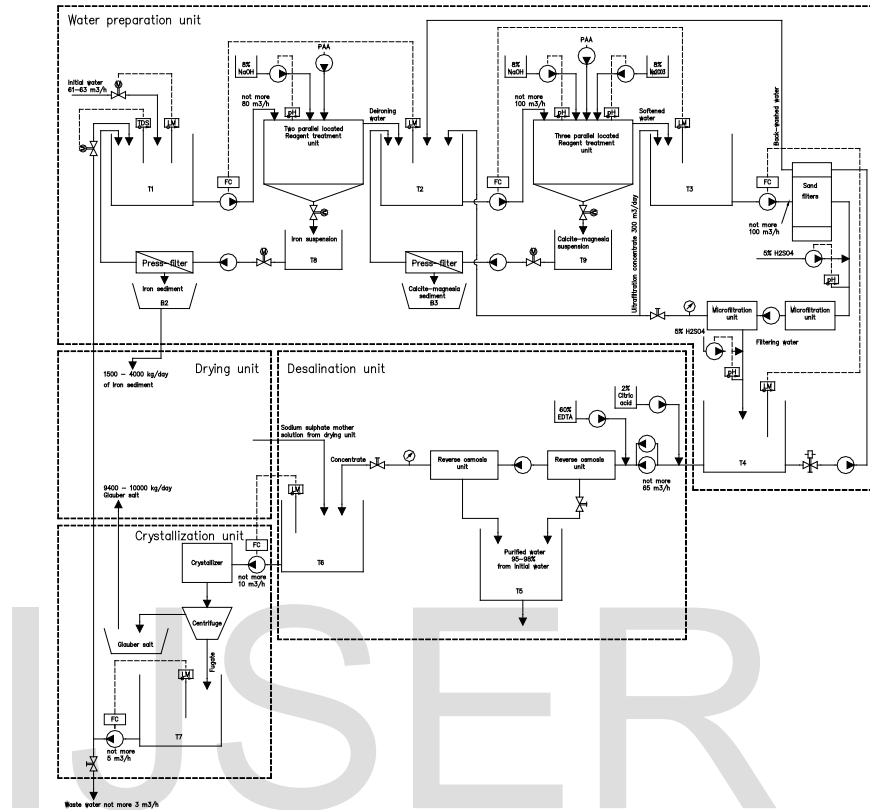 Water preparation unit
PAA
PAA
8%
NaOH
8%
NaOH
8%
Initial water
61-63 m3/h
not more
80 m3/h
Deironing
water
not more
100 m3/h
Softened
water
Back-washed water
TDS
LM
pH
LM
pH
pH
LM
Two parallel located
Reagent treatment
unit
Three parallel located
Reagent treatment
unit
T1
FC
T2
FC
T3
FC
Sand
filters
not more
100 m3/h
Iron suspension
T8
Calcite-magnesia
suspension
T9
Ultrafiltration concentrate 300 m3/day
Press-filter
Press-filter
5% H2SO4
pH
Iron sediment
B2
Calcite-magnesia
sediment
B3
Microfiltration
unit
Microfiltration
unit
5% H2SO4
Filtering water
pH
LM
1500 - 4000 kg/day
of iron sediment
Drying unit
Desalination unit
2%
Citric
acid
60%
EDTA
Sodium sulphate mother
solution from drying unit
Concentrate
Reverse osmosis
unit
Reverse osmosis
unit
not more
65 m3/h
T4
9400 - 10000 kg/day
Glauber salt
LM
T6
Crystallization unit
FC
Crystallizer
not more
10 m3/h
Purified water
95-98%
from initial water
T5
Centrifuge
Glauber salt
Fugate
LM
FC
T7
not more
5 m3/h
Waste water not more 3 m3/h
IJSER